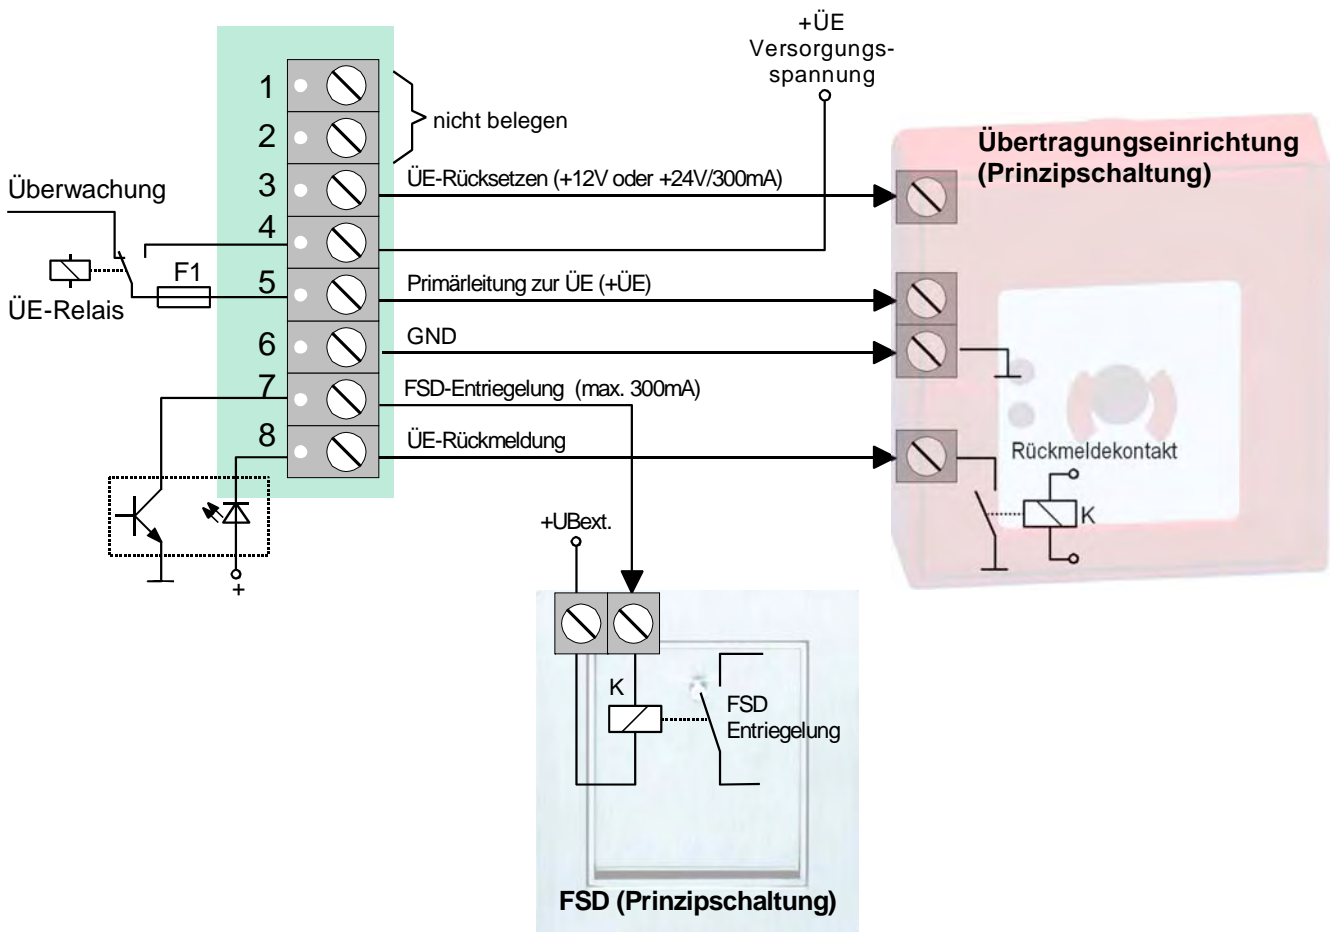 +ÜE
Versorgungs-
spannung
1
2
nicht belegen
Übertragungseinrichtung
(Prinzipschaltung)
3
ÜE-Rücksetzen (+12V oder +24V/300mA)
Überwachung
4
F1
5
Primärleitung zur ÜE (+ÜE)
ÜE-Relais
6
GND
7
FSD-Entriegelung (max. 300mA)
8
ÜE-Rückmeldung
Rückmeldekontakt
K
+UBext.
+
K
FSD
Entriegelung
FSD (Prinzipschaltung)